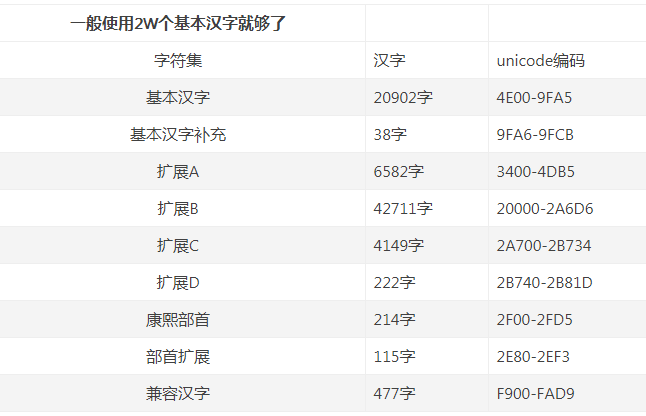 一般使用2W个基本汉字就够了
字符集 汉字 unicode编码
基本汉字 20902字 4E00-9FA5
基本汉字补充 38字 9FA6-9FCB
扩展A 6582字 3400-4DB5
扩展B 42711字 20000-2A6D6
扩展C 4149字 2A700-2B734
扩展D 222字 2B740-2B81D
康熙部首 214字 2F00-2FD5
部首扩展 115字 2E80-2EF3
兼容汉字 477字 F900-FAD9